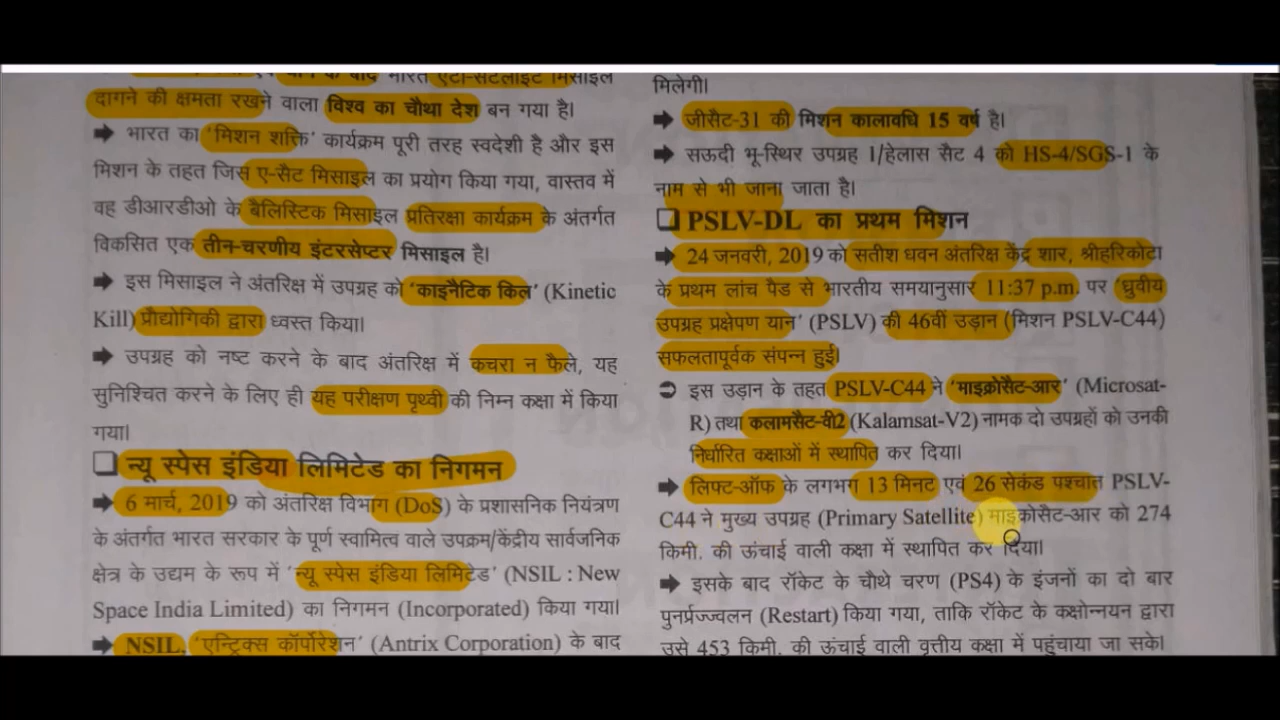 के बाद भारत एंटी-सैटेलाइट मिसाइल
दागने की क्षमता रखने वाला विश्व का चौथा देश बन गया है।
➡ भारत का 'मिशन शक्ति' कार्यक्रम पूरी तरह स्वदेशी है और इस
मिशन के तहत जिस ए-सैट मिसाइल का प्रयोग किया गया, वास्तव में
वह डीआरडीओ के बैलिस्टिक मिसाइल प्रतिरक्षा कार्यक्रम के अंतर्गत
विकसित एक तीन-चरणीय इंटरसेप्टर मिसाइल है।
➡ इस मिसाइल ने अंतरिक्ष में उपग्रह को 'काइनैटिक किल' (Kinetic
Kill) प्रौद्योगिकी द्वारा ध्वस्त किया।
➡ उपग्रह को नष्ट करने के बाद अंतरिक्ष में कचरा न फैले, यह
सुनिश्चित करने के लिए ही यह परीक्षण पृथ्वी की निम्न कक्षा में किया
गया।
❑ न्यू स्पेस इंडिया लिमिटेड का निगमन
➡ 6 मार्च, 2019 को अंतरिक्ष विभाग (DoS) के प्रशासनिक नियंत्रण
के अंतर्गत भारत सरकार के पूर्ण स्वामित्व वाले उपक्रम/केंद्रीय सार्वजनिक
क्षेत्र के उद्यम के रूप में 'न्यू स्पेस इंडिया लिमिटेड' (NSIL : New
Space India Limited) का निगमन (Incorporated) किया गया।
➡ NSIL, 'एन्ट्रिक्स कॉर्पोरेशन' (Antrix Corporation) के बाद
मिलेगी।
➡ जीसैट-31 की मिशन कालावधि 15 वर्ष है।
➡ सऊदी भू-स्थिर उपग्रह 1/हेलास सैट 4 को HS-4/SGS-1 के
नाम से भी जाना जाता है।
❑ PSLV-DL का प्रथम मिशन
➡ 24 जनवरी, 2019 को सतीश धवन अंतरिक्ष केंद्र शार, श्रीहरिकोटा
के प्रथम लांच पैड से भारतीय समयानुसार 11:37 p.m. पर 'ध्रुवीय
उपग्रह प्रक्षेपण यान' (PSLV) की 46वीं उड़ान (मिशन PSLV-C44)
सफलतापूर्वक संपन्न हुई।
➲ इस उड़ान के तहत PSLV-C44 ने 'माइक्रोसैट-आर' (Microsat-
R) तथा कलामसैट-वी2 (Kalamsat-V2) नामक दो उपग्रहों को उनकी
निर्धारित कक्षाओं में स्थापित कर दिया।
➡ लिफ्ट-ऑफ के लगभग 13 मिनट एवं 26 सेकंड पश्चात PSLV-
C44 ने मुख्य उपग्रह (Primary Satellite) माइक्रोसैट-आर को 274
किमी. की ऊंचाई वाली कक्षा में स्थापित कर दिया।
➡ इसके बाद रॉकेट के चौथे चरण (PS4) के इंजनों का दो बार
पुनर्प्रज्ज्वलन (Restart) किया गया, ताकि रॉकेट के कक्षोन्नयन द्वारा
उसे 453 किमी. की ऊंचाई वाली वृत्तीय कक्षा में पहुंचाया जा सके।